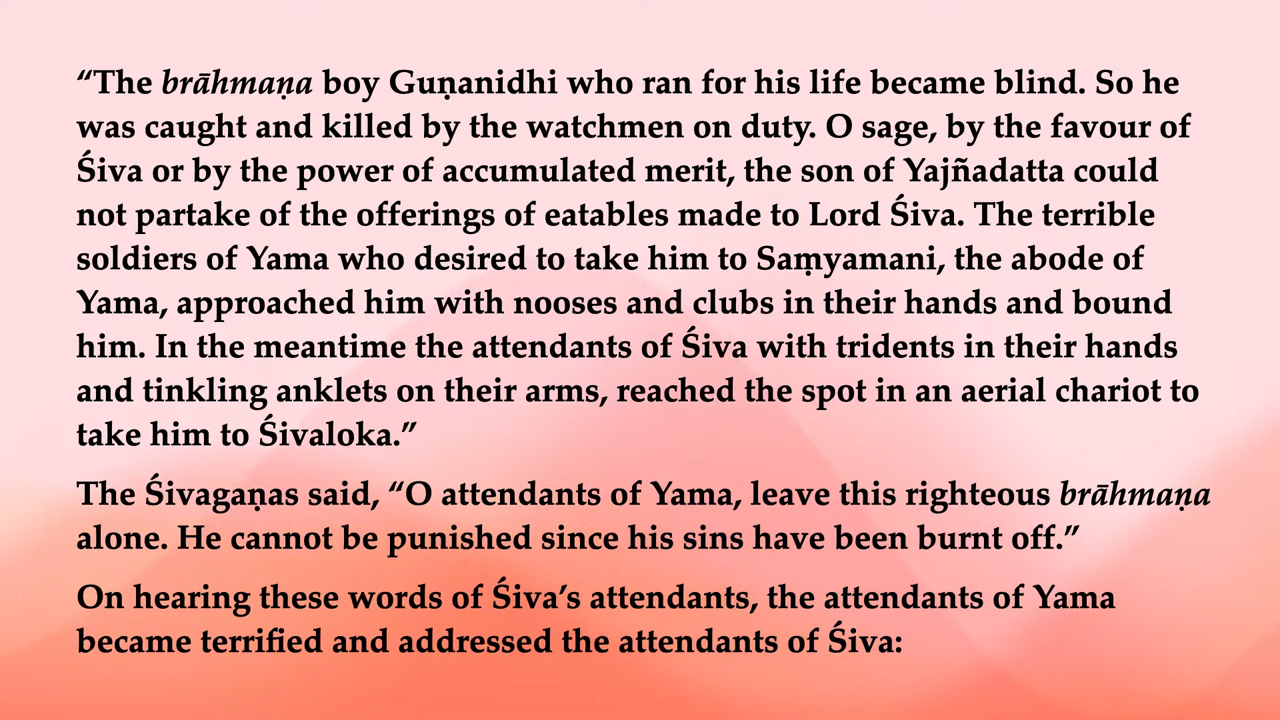 “The brāhmaṇa boy Guṇanidhi who ran for his life became blind. So he
was caught and killed by the watchmen on duty. O sage, by the favour of
Śiva or by the power of accumulated merit, the son of Yajñadatta could
not partake of the offerings of eatables made to Lord Śiva. The terrible
soldiers of Yama who desired to take him to Saṃyamani, the abode of
Yama, approached him with nooses and clubs in their hands and bound
him. In the meantime the attendants of Śiva with tridents in their hands
and tinkling anklets on their arms, reached the spot in an aerial chariot to
take him to Śivaloka.”
The Śivagaṇas said, “O attendants of Yama, leave this righteous brāhmaṇa
alone. He cannot be punished since his sins have been burnt off.”
On hearing these words of Śiva’s attendants, the attendants of Yama
became terrified and addressed the attendants of Śiva: